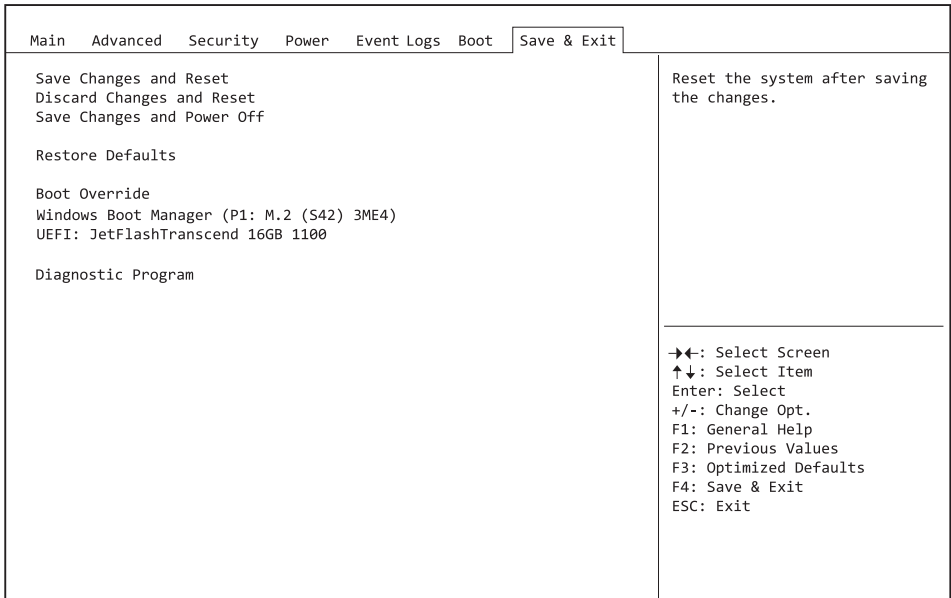 Main Advanced Security Power Event Logs Boot Save & Exit
Save Changes and Reset
Discard Changes and Reset
Save Changes and Power Off
Restore Defaults
Boot Override
Windows Boot Manager (P1: M.2 (S42) 3ME4)
UEFI: JetFlashTranscend 16GB 1100
Diagnostic Program
Reset the system after saving
the changes.
→←: Select Screen
↑↓: Select Item
Enter: Select
+/-: Change Opt.
F1: General Help
F2: Previous Values
F3: Optimized Defaults
F4: Save & Exit
ESC: Exit